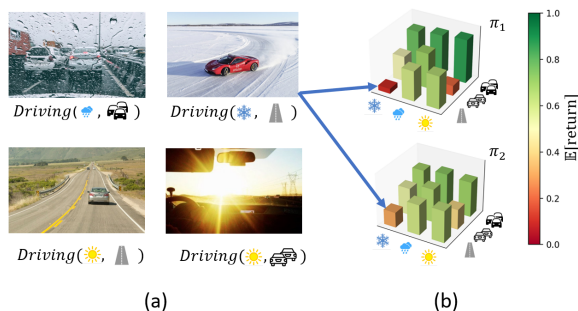 Driving(🌧, 🚗)
Driving(❄, 🛣)
Driving(☀, 🛣)
Driving(☀, 🚗)
(a)
π1
π2
(b)
1.0
0.8
0.6
0.4
0.2
0.0
𝔼[return]